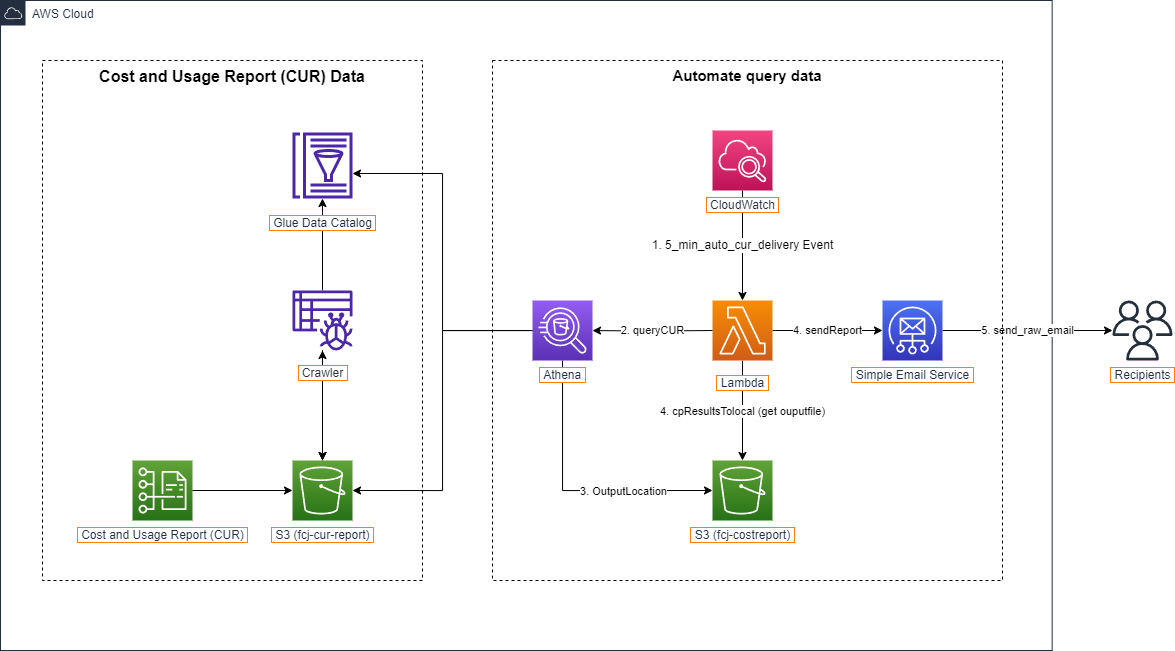 AWS Cloud
Cost and Usage Report (CUR) Data
Automate query data
Glue Data Catalog
CloudWatch
1. 5_min_auto_cur_delivery Event
Crawler
Athena
2. queryCUR
Lambda
4. sendReport
Simple Email Service
5. send_raw_email
Recipients
4. cpResultsTolocal (get ouputfile)
3. OutputLocation
Cost and Usage Report (CUR)
S3 (fcj-cur-report)
S3 (fcj-costreport)